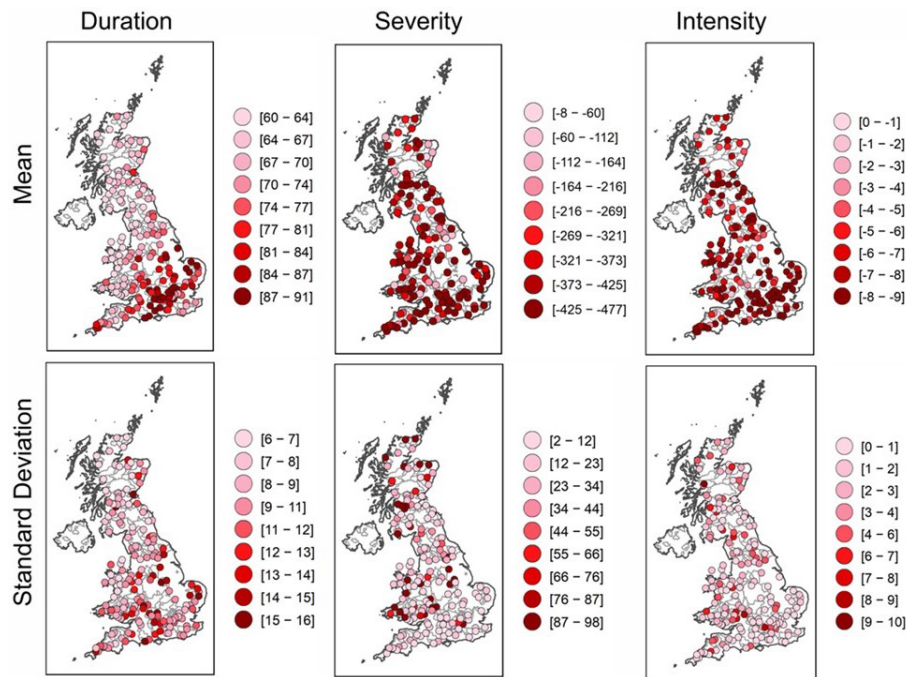 Duration
Severity
Intensity
Mean
[60 – 64]
[64 – 67]
[67 – 70]
[70 – 74]
[74 – 77]
[77 – 81]
[81 – 84]
[84 – 87]
[87 – 91]
[-8 – -60]
[-60 – -112]
[-112 – -164]
[-164 – -216]
[-216 – -269]
[-269 – -321]
[-321 – -373]
[-373 – -425]
[-425 – -477]
[0 – -1]
[-1 – -2]
[-2 – -3]
[-3 – -4]
[-4 – -5]
[-5 – -6]
[-6 – -7]
[-7 – -8]
[-8 – -9]
Standard Deviation
[6 – 7]
[7 – 8]
[8 – 9]
[9 – 11]
[11 – 12]
[12 – 13]
[13 – 14]
[14 – 15]
[15 – 16]
[2 – 12]
[12 – 23]
[23 – 34]
[34 – 44]
[44 – 55]
[55 – 66]
[66 – 76]
[76 – 87]
[87 – 98]
[0 – 1]
[1 – 2]
[2 – 3]
[3 – 4]
[4 – 6]
[6 – 7]
[7 – 8]
[8 – 9]
[9 – 10]